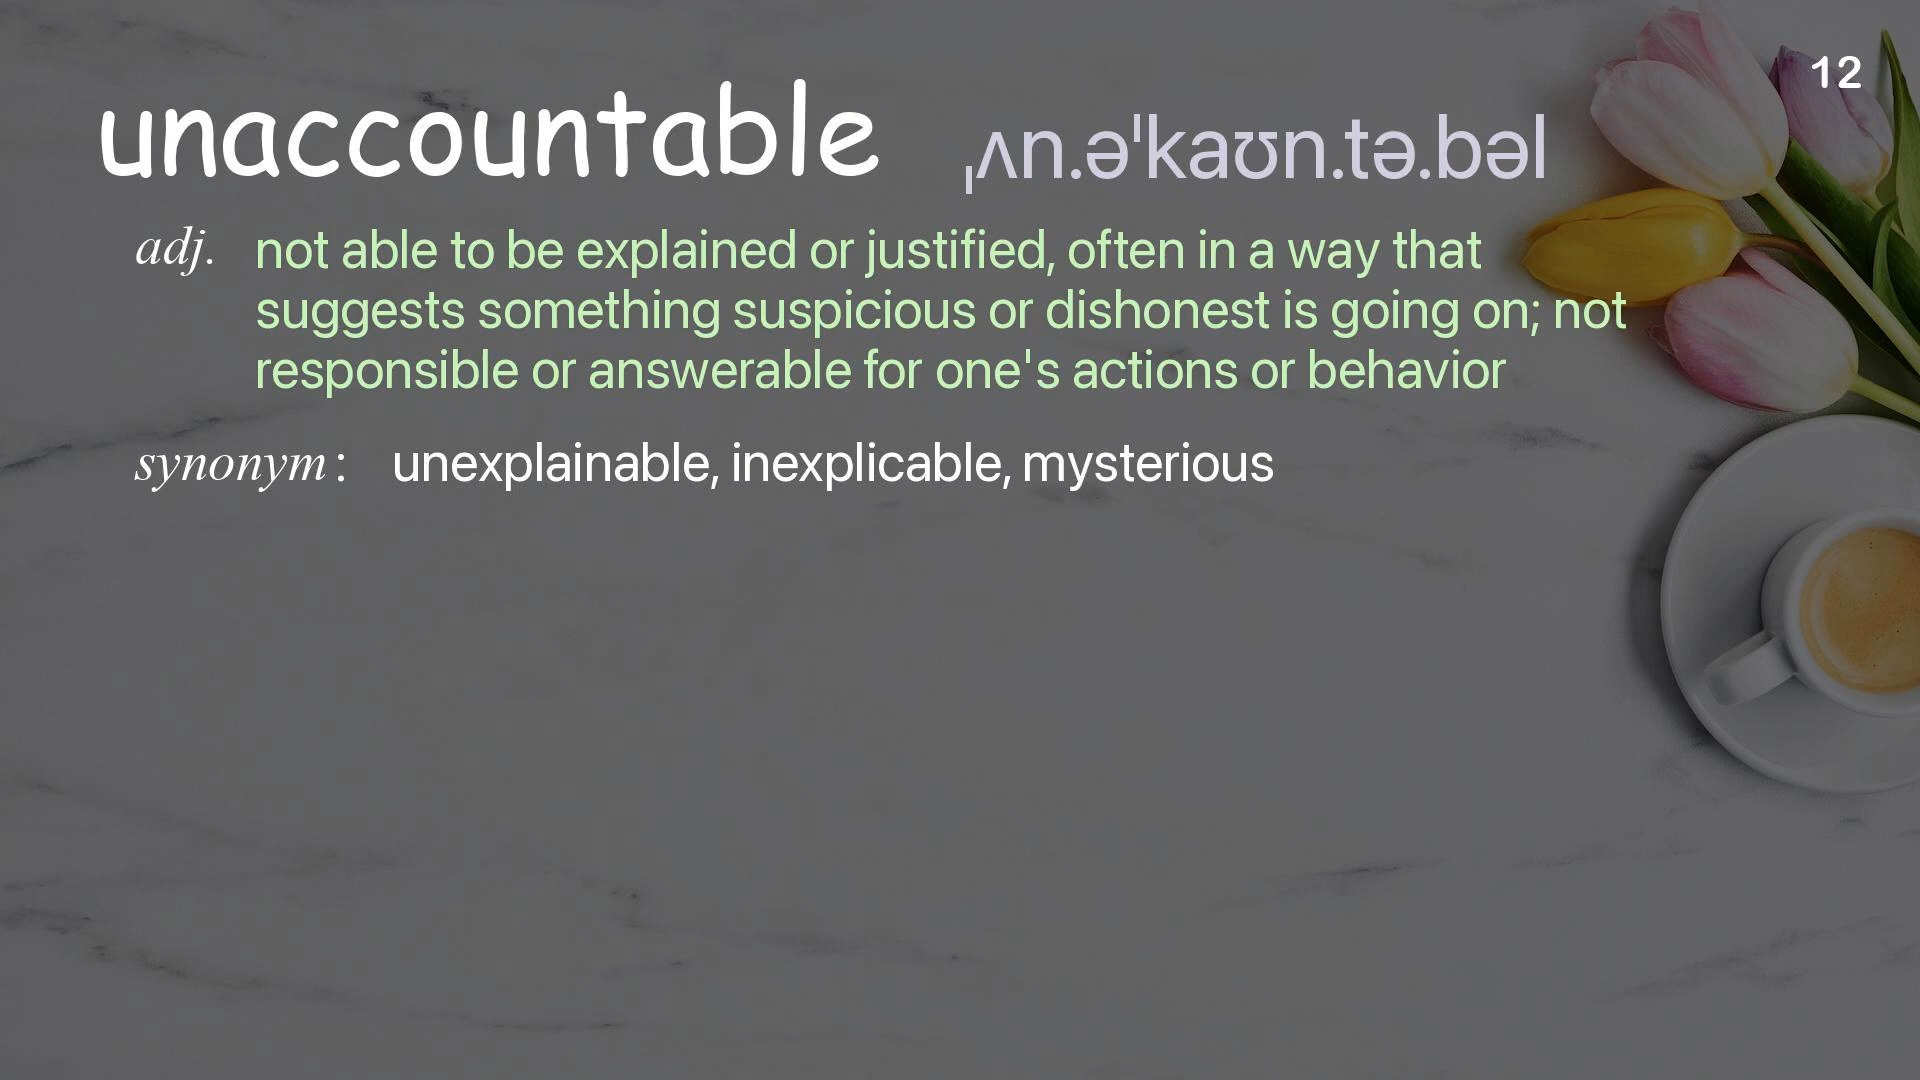 12
unaccountable ˌʌn.əˈkaʊn.tə.bəl
adj. not able to be explained or justified, often in a way that
suggests something suspicious or dishonest is going on; not
responsible or answerable for one's actions or behavior
synonym: unexplainable, inexplicable, mysterious